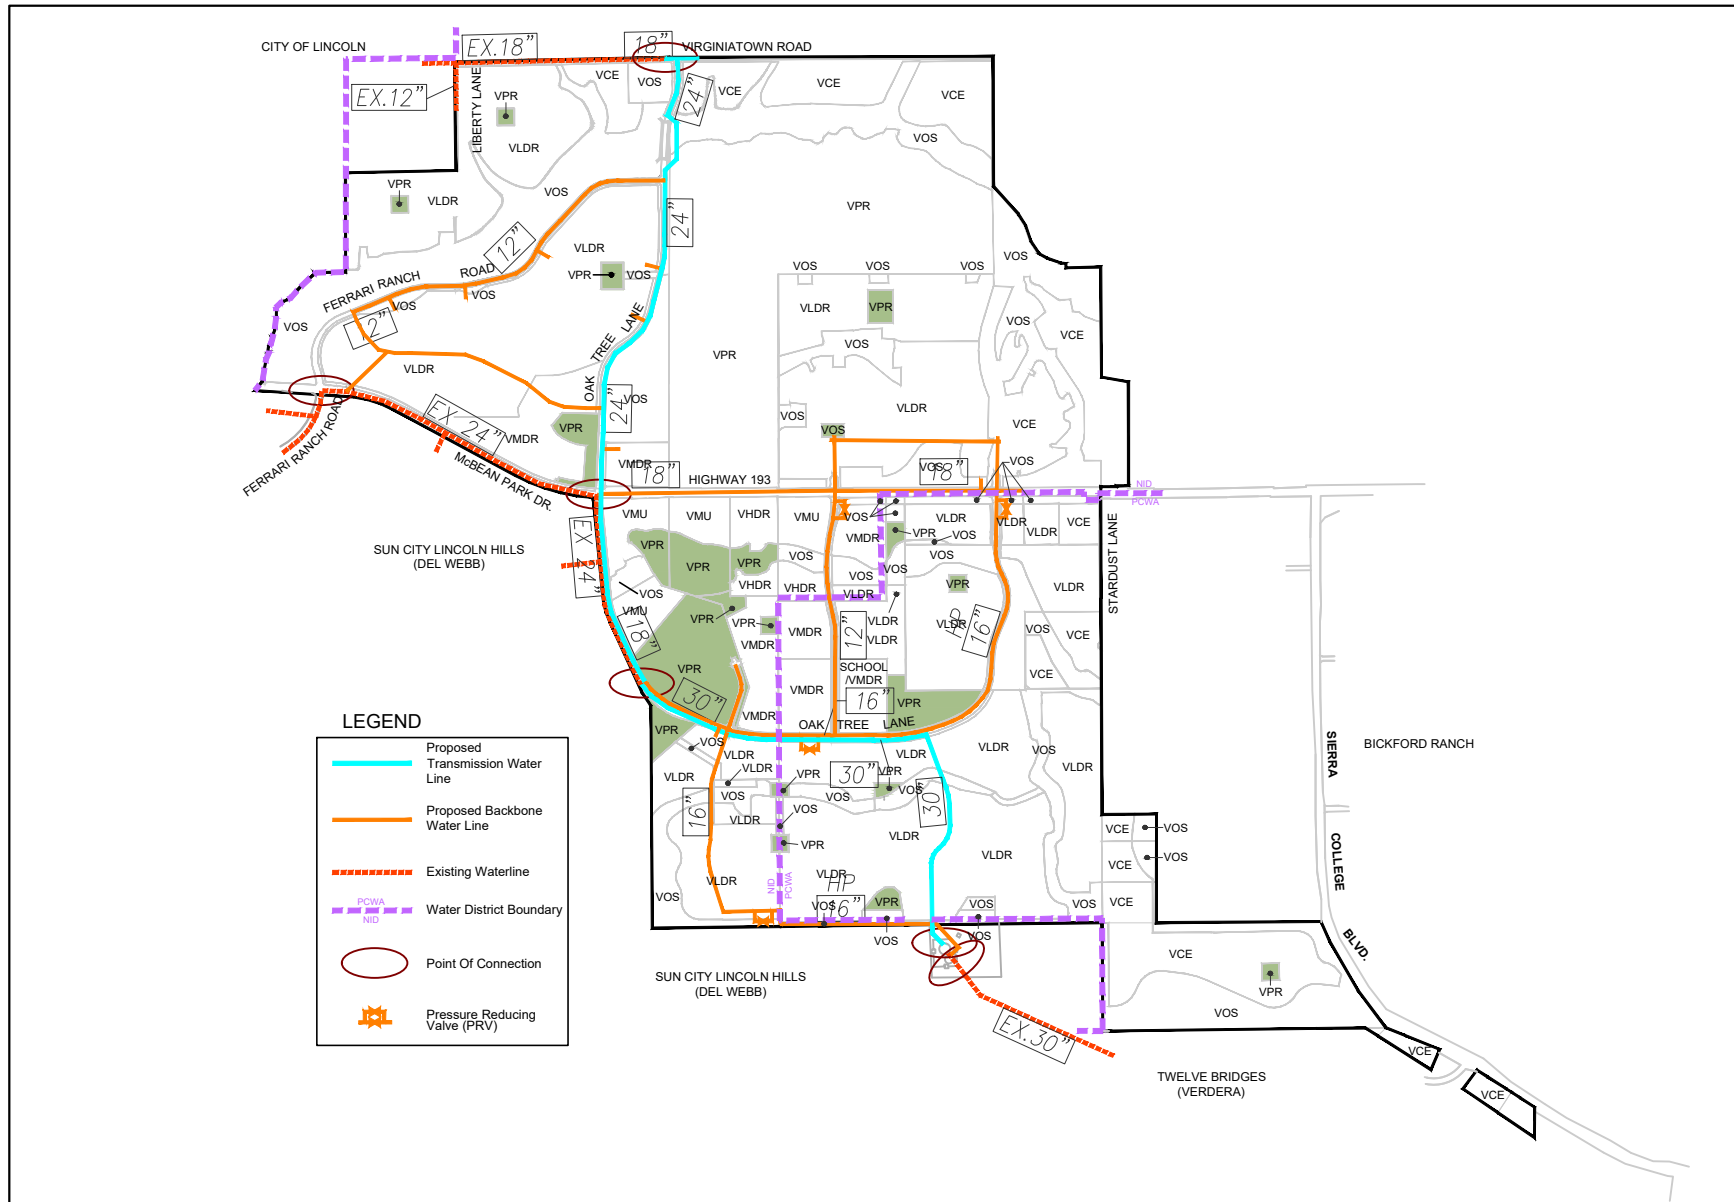 CITY OF LINCOLN
EX.18"
18"
VIRGINIATOWN ROAD
VCE
VOS
VCE
VCE
VCE
EX.12"
24"
LIBERTY LANE
VPR
VLDR
VOS
VPR
VLDR
VOS
VPR
24"
12"
VLDR
VPR
VOS
FERRARI RANCH
ROAD
VOS
VOS
VOS
12"
VOS
VOS
VOS
VOS
VLDR
VPR
VOS
VCE
VOS
OAK
TREE
LANE
VPR
VLDR
24"
VOS
VOS
VLDR
VCE
VPR
VOS
FERRARI RANCH ROAD
EX 24"
VMDR
McBEAN PARK DR.
VMDR
18"
HIGHWAY 193
VOS
18"
VOS
NID
PCWA
VMU
VMU
VHDR
VMU
VOS
VMDR
VPR
VLDR
VOS
VLDR
VLDR
VCE
SUN CITY LINCOLN HILLS
(DEL WEBB)
EX 24"
VPR
VPR
VPR
VOS
VOS
VOS
VOS
VPR
VLDR
STARDUST LANE
VHDR
VHDR
VLDR
VOS
VMU
18"
VPR
VPR
VMDR
VMDR
12"
VLDR
VLDR
VLDR
HP
16"
VOS
VCE
VPR
SCHOOL
/VMDR
VCE
VMDR
30"
16"
VPR
VMDR
OAK
TREE
LANE
VPR
VOS
VLDR
VLDR
VLDR
VLDR
VOS
VLDR
VLDR
VPR
30"
VPR
VOS
VOS
VOS
30"
16"
VLDR
VOS
VLDR
VPR
VLDR
VLDR
VLDR
HP
NID
PCWA
16"
VOS
VOS
VPR
VOS
VOS
VOS
VOS
VCE
VOS
VOS
VCE
VCE
SIERRA
COLLEGE
BLVD.
BICKFORD RANCH
VCE
VPR
VOS
VCE
VCE
SUN CITY LINCOLN HILLS
(DEL WEBB)
EX.30"
TWELVE BRIDGES
(VERDERA)
LEGEND
Proposed
Transmission Water
Line
Proposed Backbone
Water Line
Existing Waterline
PCWA
NID
Water District Boundary
Point Of Connection
Pressure Reducing
Valve (PRV)